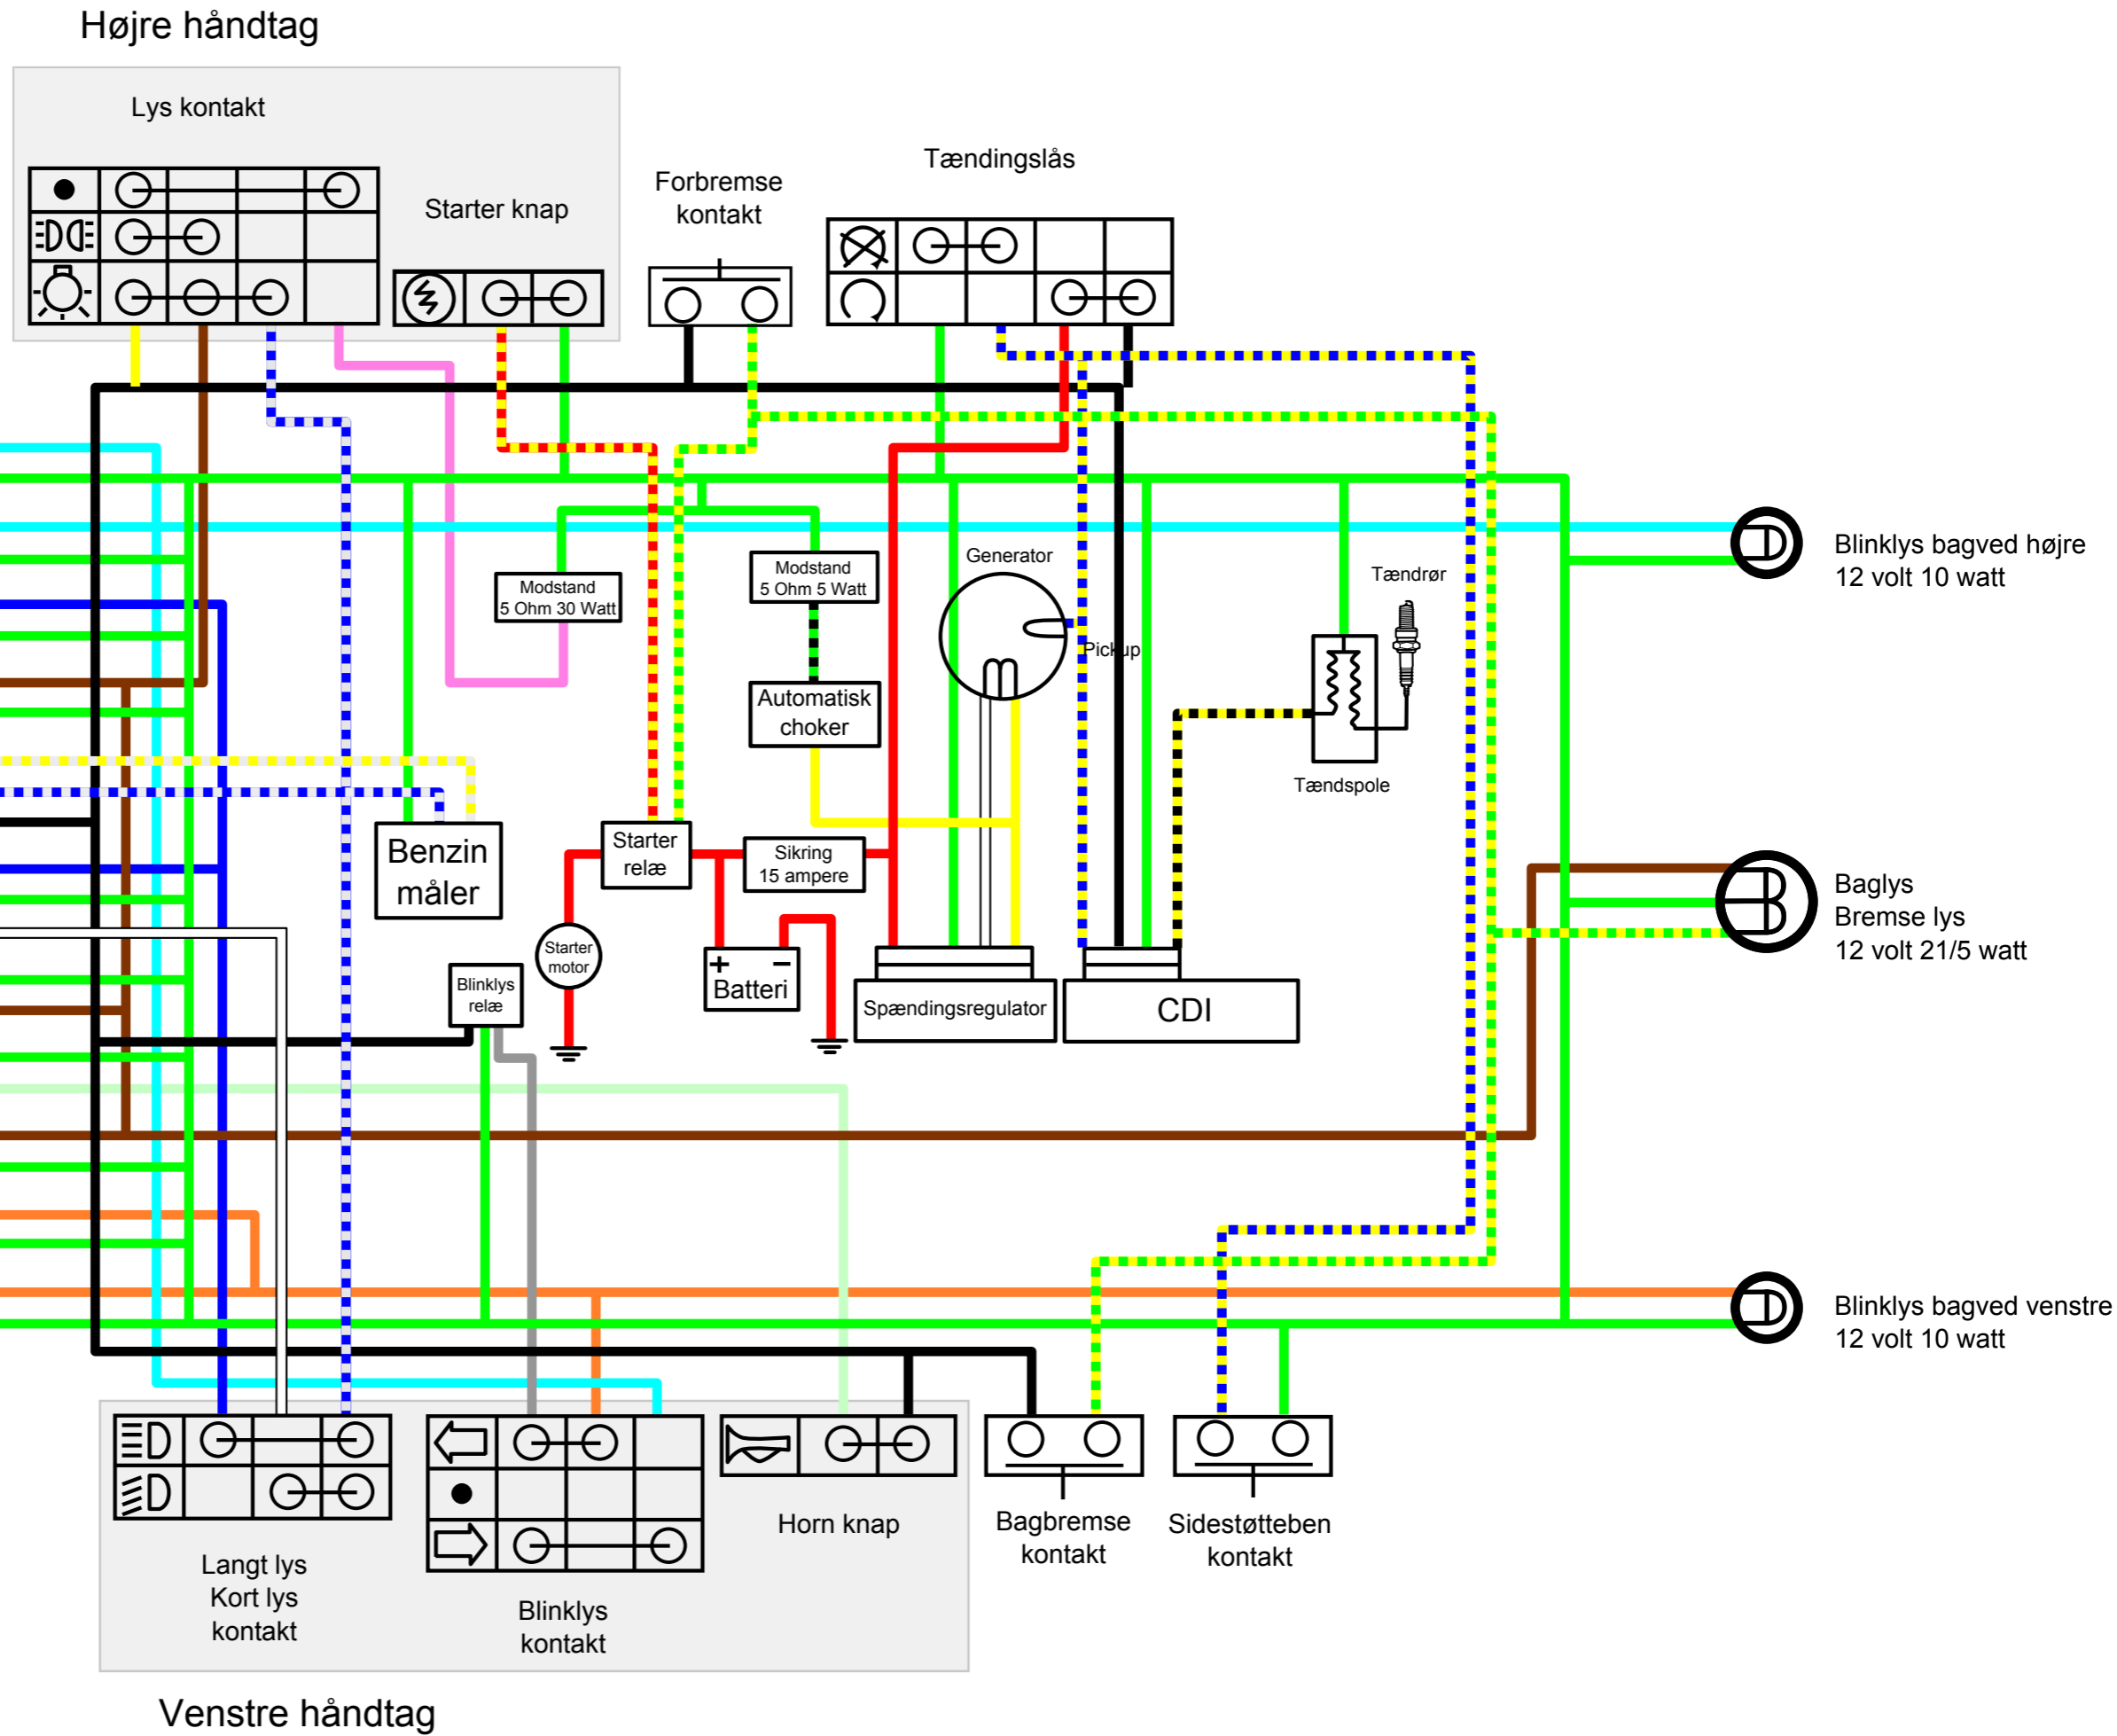 Højre håndtag
Lys kontakt
Starter knap
Forbremse
kontakt
Tændingslås
Modstand
5 Ohm 30 Watt
Modstand
5 Ohm 5 Watt
Generator
Pickup
Tændrør
Blinklys bagved højre
12 volt 10 watt
Automatisk
choker
Tændspole
Benzin
måler
Starter
relæ
Sikring
15 ampere
Baglys
Bremse lys
12 volt 21/5 watt
Starter
motor
Blinklys
relæ
+ −
Batteri
Spændingsregulator
CDI
Blinklys bagved venstre
12 volt 10 watt
Langt lys
Kort lys
kontakt
Blinklys
kontakt
Horn knap
Bagbremse
kontakt
Sidestøtteben
kontakt
Venstre håndtag